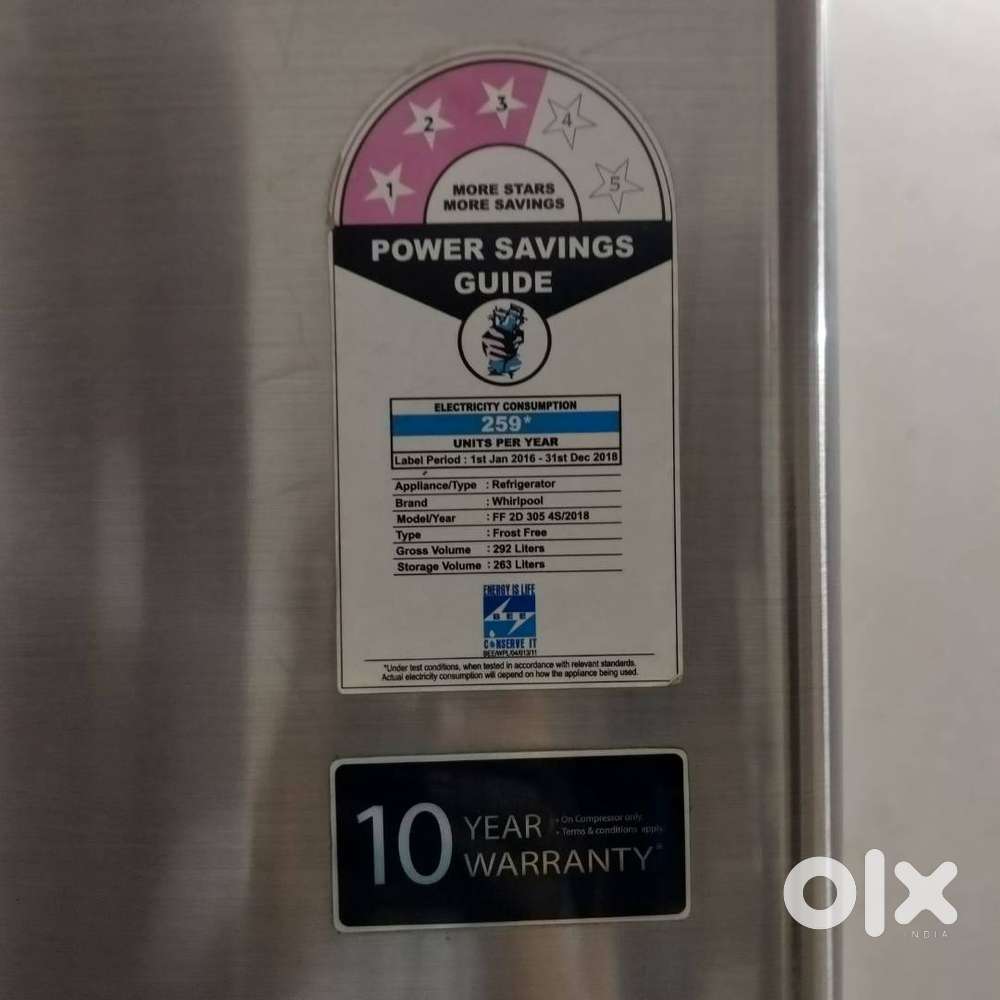 1
2
3
4
5
MORE STARS
MORE SAVINGS
POWER SAVINGS
GUIDE
ELECTRICITY CONSUMPTION
259*
UNITS PER YEAR
Label Period : 1st Jan 2016 - 31st Dec 2018
Appliance/Type : Refrigerator
Brand : Whirlpool
Model/Year : FF 2D 305 4S/2018
Type : Frost Free
Gross Volume : 292 Liters
Storage Volume : 263 Liters
ENERGY IS LIFE
BEE
CONSERVE IT
*Under test conditions, when tested in accordance with relevant standards.
Actual electricity consumption will depend on how the appliance being used.
10 YEAR WARRANTY*
• On Compressor only
• Terms & conditions apply
olx
INDIA